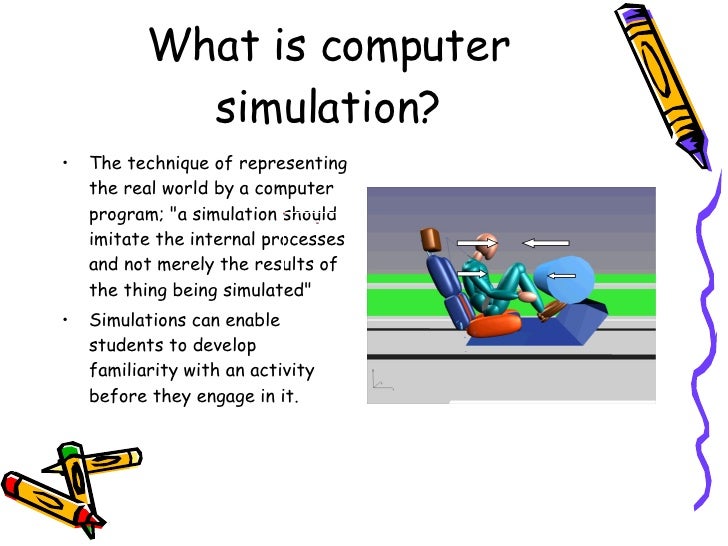 What is computer
simulation?
• The technique of representing
the real world by a computer
program; "a simulation should
imitate the internal processes
and not merely the results of
the thing being simulated"
• Simulations can enable
students to develop
familiarity with an activity
before they engage in it.